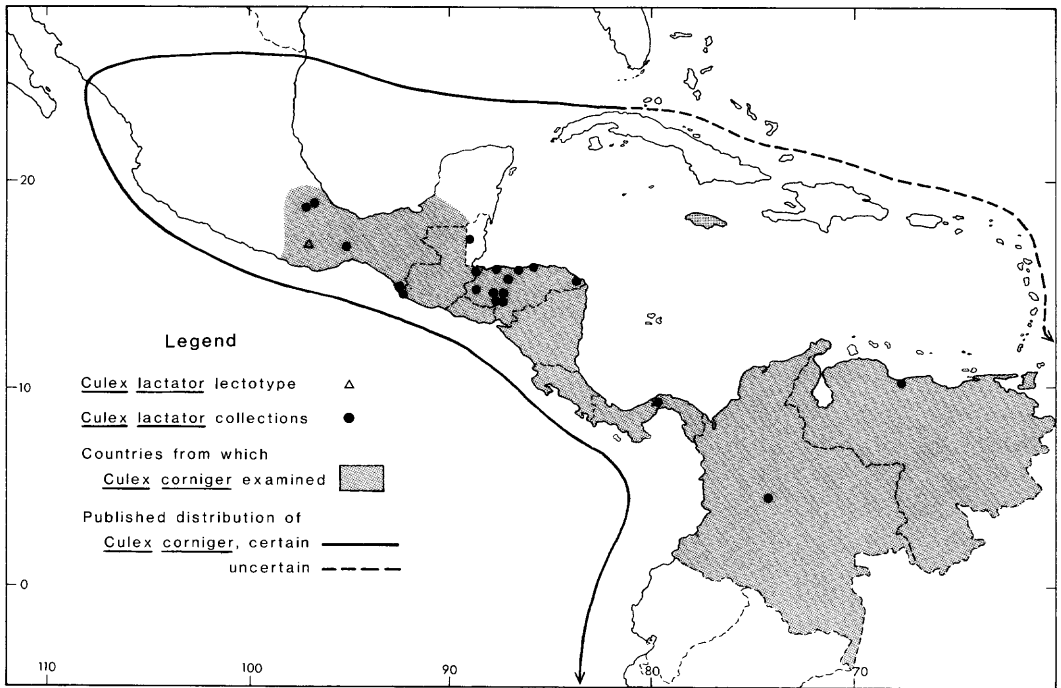 20
10
0
110
100
90
80
70
Legend
Culex lactator lectotype
Culex lactator collections
Countries from which
Culex corniger examined
Published distribution of
Culex corniger, certain
uncertain